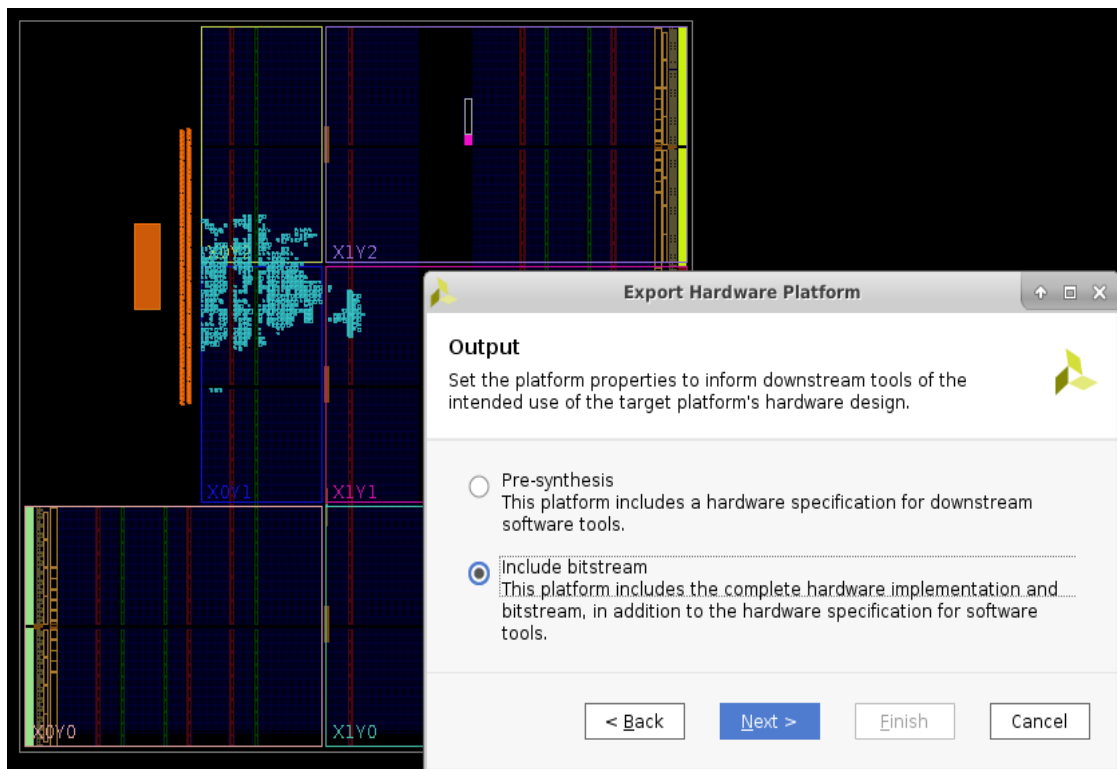 X0Y2
X1Y2
X0Y1
X1Y1
X0Y0
X1Y0
Export Hardware Platform
Output
Set the platform properties to inform downstream tools of the
intended use of the target platform's hardware design.
Pre-synthesis
This platform includes a hardware specification for downstream
software tools.
Include bitstream
This platform includes the complete hardware implementation and
bitstream, in addition to the hardware specification for software
tools.
< Back
Next >
Finish
Cancel